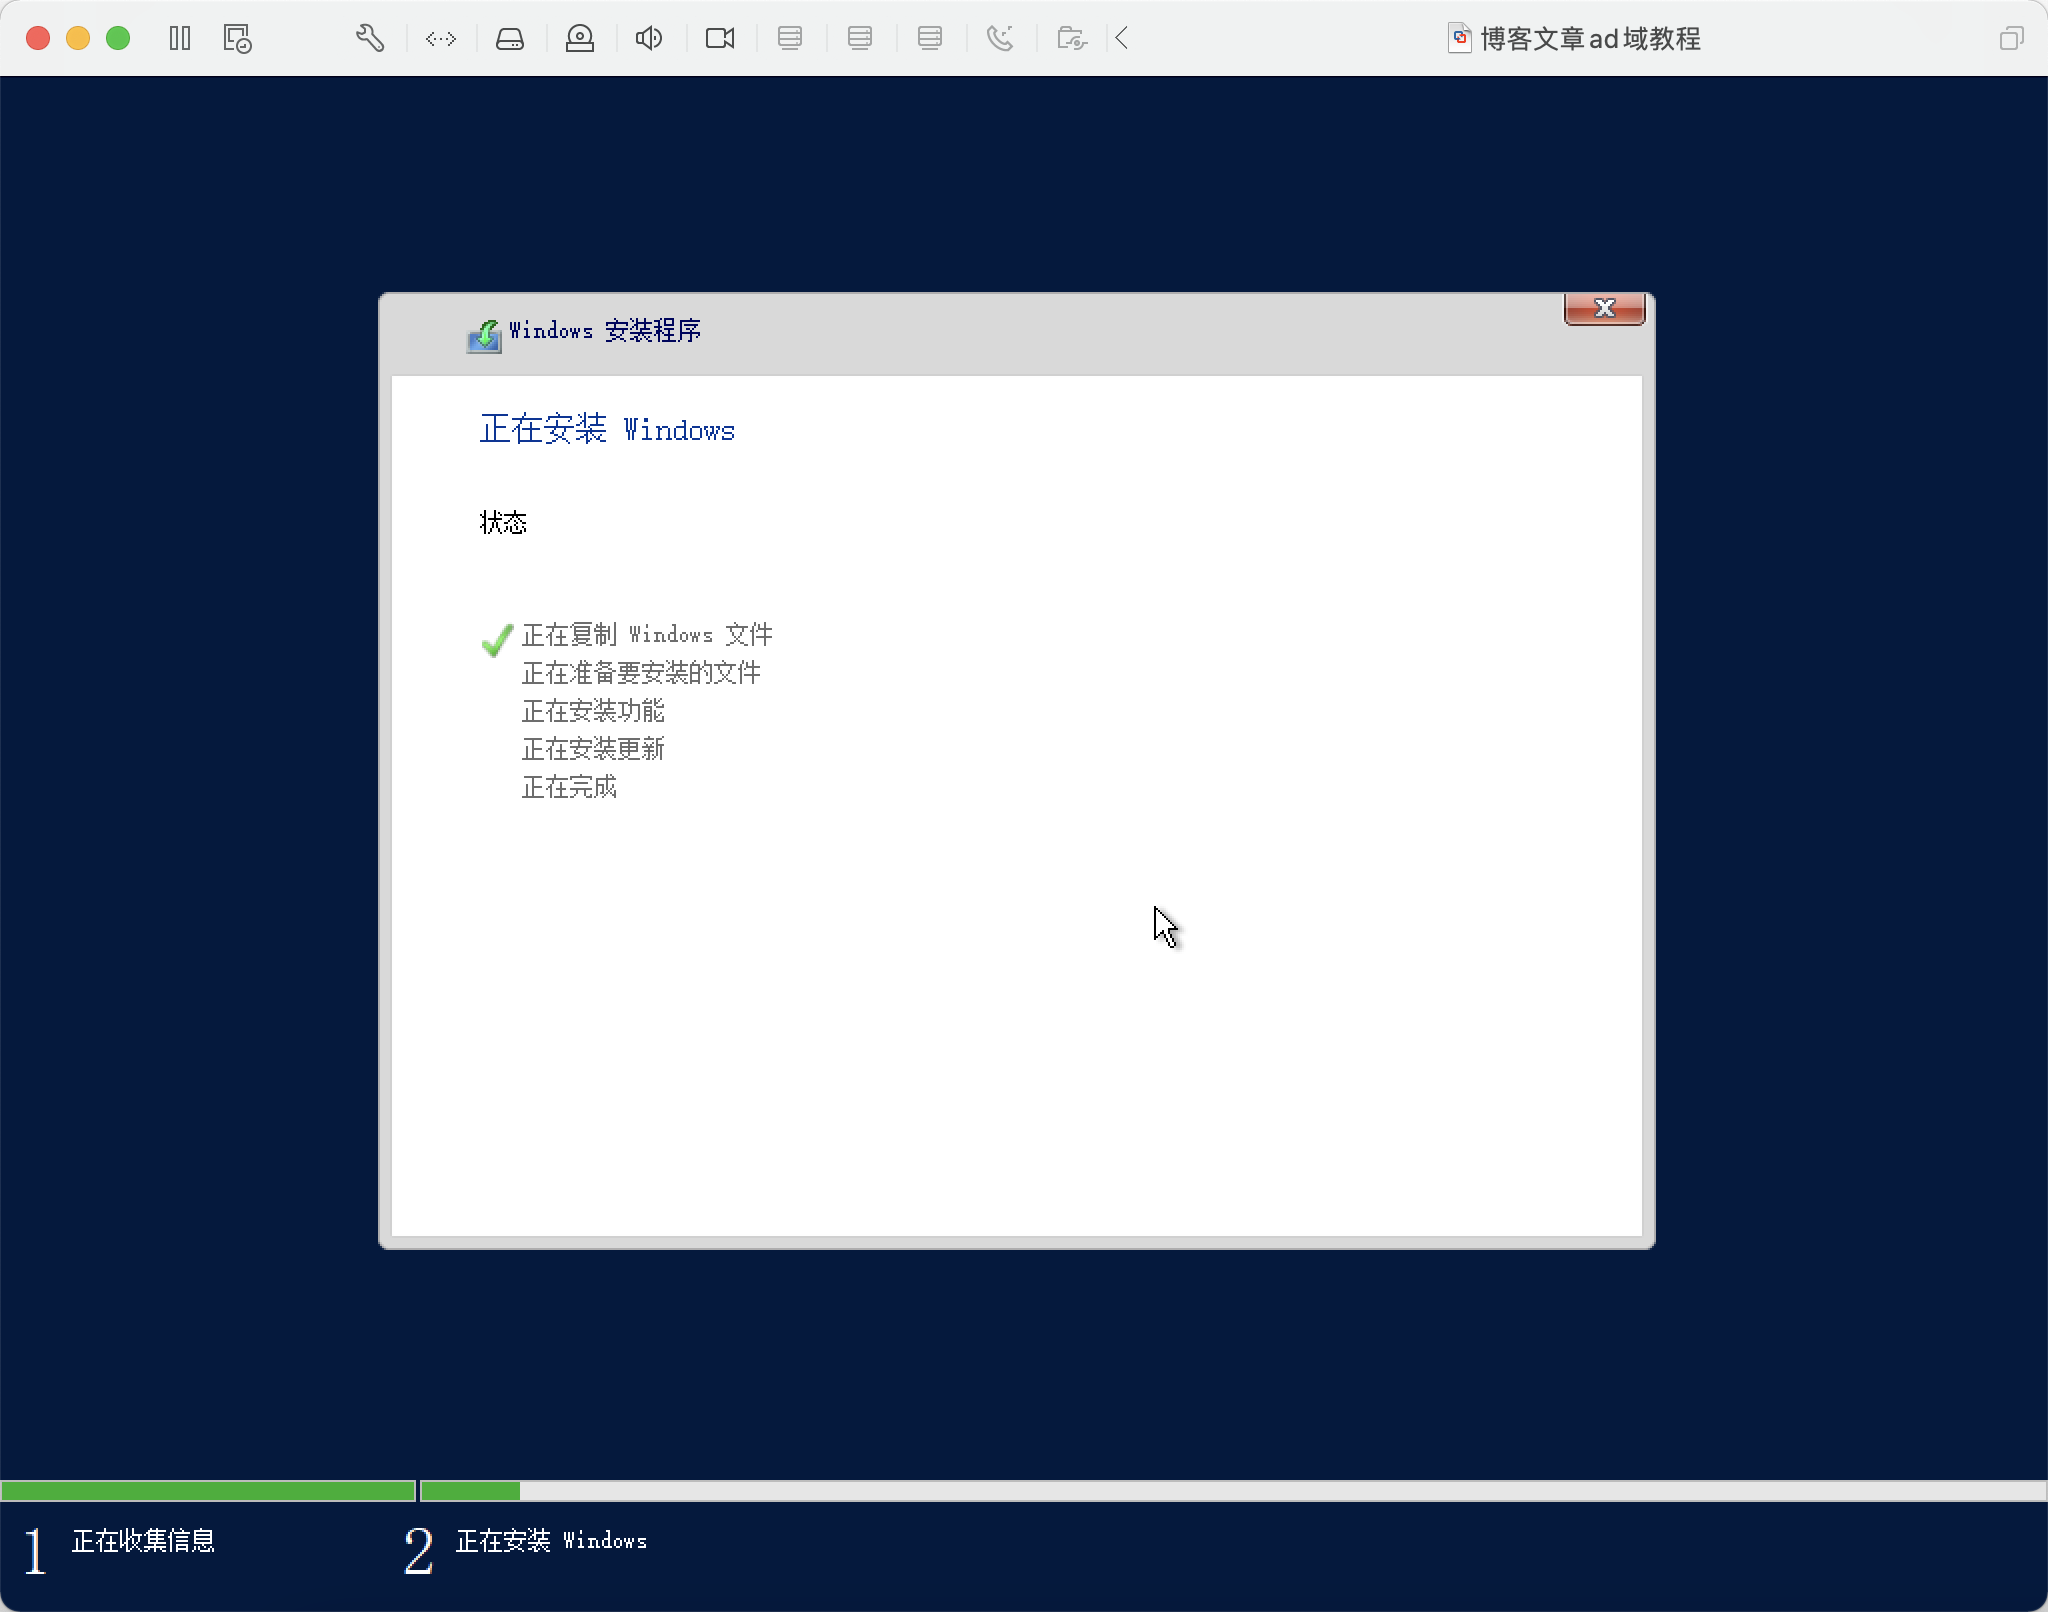 博客文章ad域教程
Windows 安装程序
正在安装 Windows
状态
正在复制 Windows 文件
正在准备要安装的文件
正在安装功能
正在安装更新
正在完成
1 正在收集信息
2 正在安装 Windows